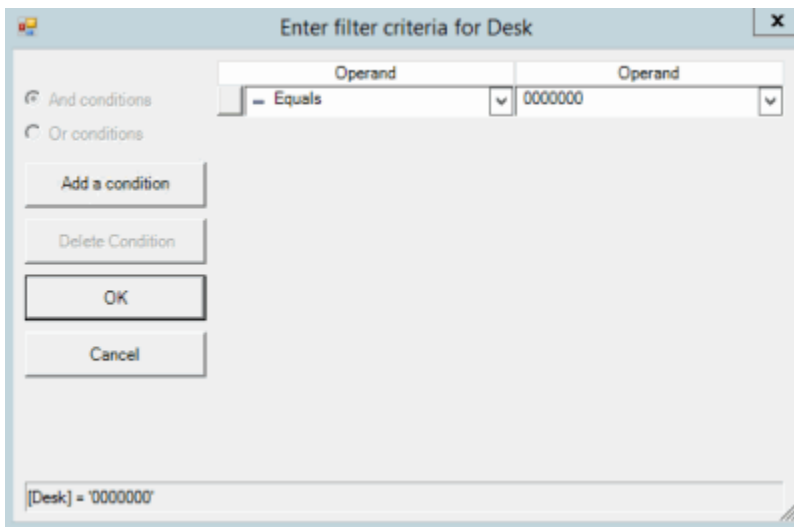 Enter filter criteria for Desk
x
Operand Operand
And conditions
= Equals 0000000
Or conditions
Add a condition
Delete Condition
OK
Cancel
[Desk] = '0000000'